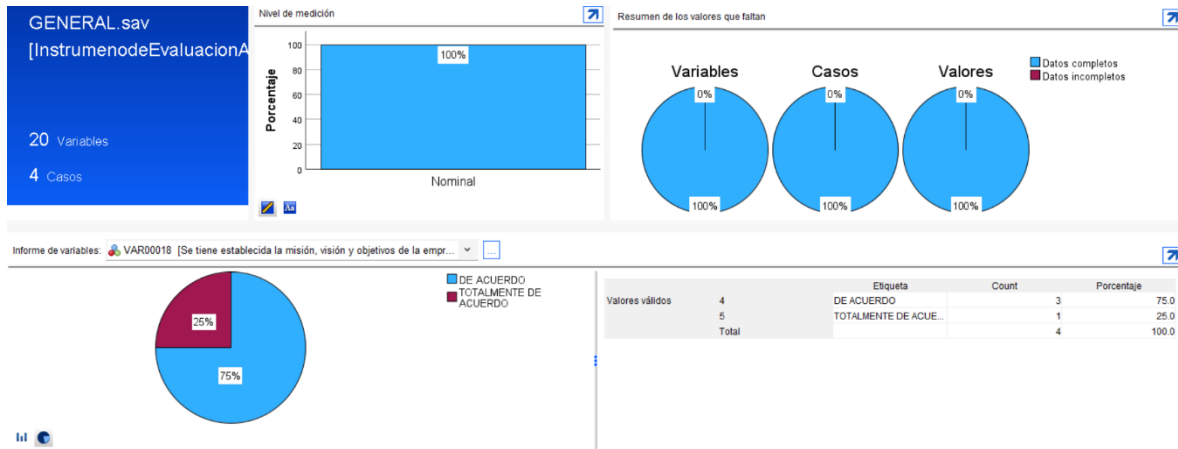 GENERAL.sav
[InstrumenodeEvaluacionA
20 Variables
4 Casos
Nivel de medición
Porcentaje
100
80
60
40
20
0
100%
Nominal
Aa
Resumen de los valores que faltan
Variables
Casos
Valores
0%
0%
0%
100%
100%
100%
Datos completos
Datos incompletos
Informe de variables: VAR00018 [Se tiene establecida la misión, visión y objetivos de la empr... ...
DE ACUERDO
TOTALMENTE DE
ACUERDO
25%
75%
Etiqueta Count Porcentaje
Valores válidos 4 DE ACUERDO 3 75.0
5 TOTALMENTE DE ACUE... 1 25.0
Total 4 100.0